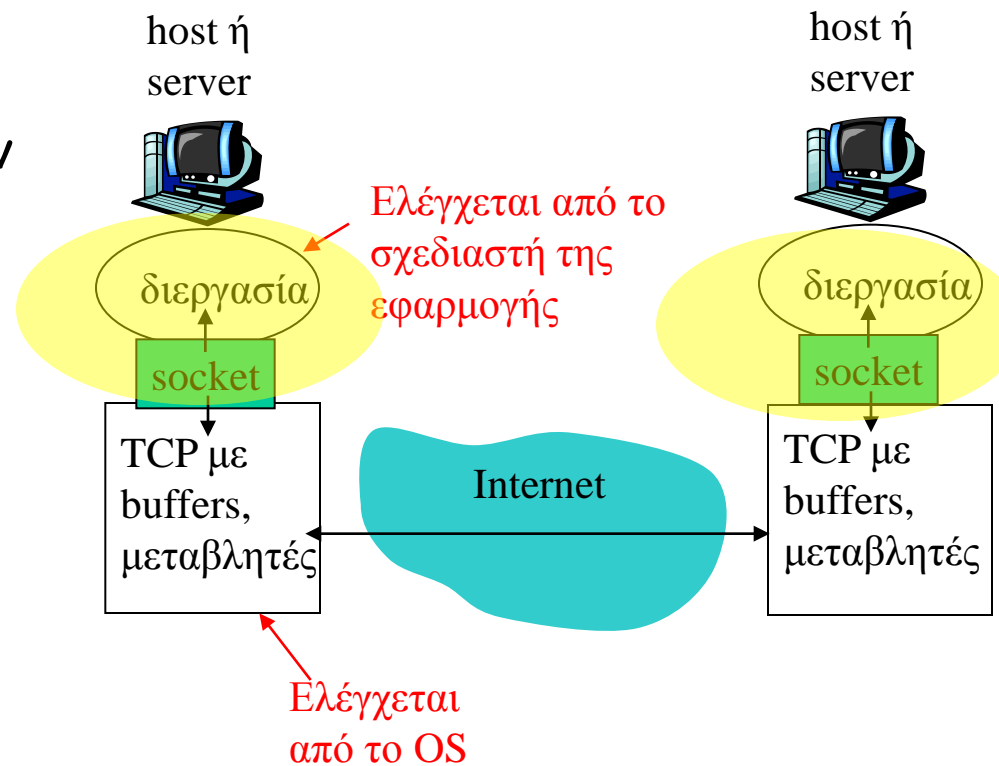 host ή
server
host ή
server
Ελέγχεται από το
σχεδιαστή της
εφαρμογής
διεργασία
διεργασία
socket
socket
TCP με
buffers,
μεταβλητές
Internet
TCP με
buffers,
μεταβλητές
Ελέγχεται
από το OS